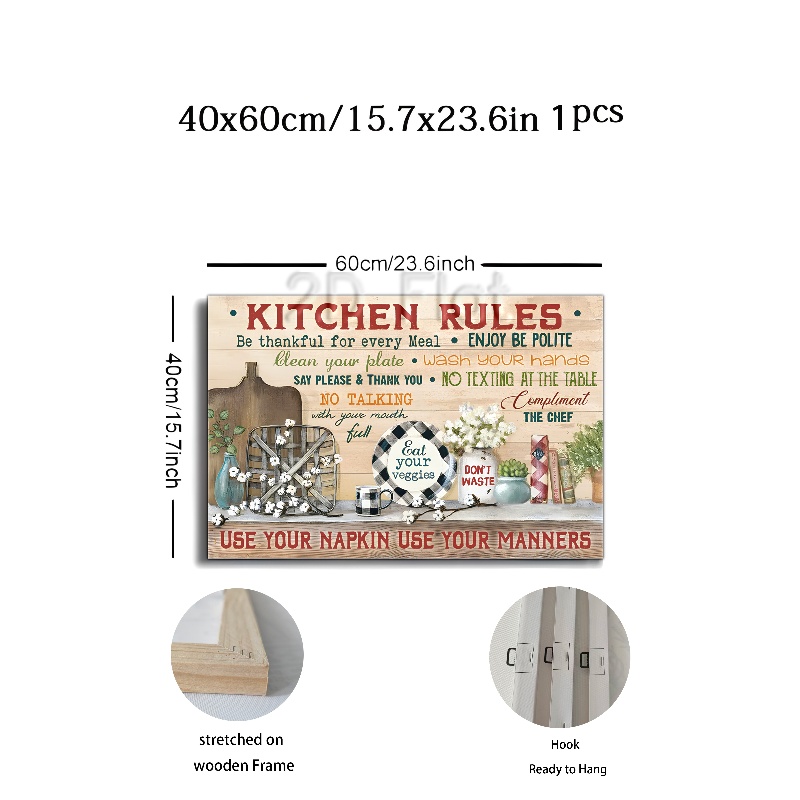 40x60cm/15.7x23.6in 1pcs
60cm/23.6inch
2D Flat
40cm/15.7inch
• KITCHEN RULES •
Be thankful for every Meal • ENJOY BE POLITE
Clean your plate • WASH YOUR HANDS
SAY PLEASE & THANK YOU • NO TEXTING AT THE TABLE
NO TALKING
with your mouth
full
Compliment
THE CHEF
Eat
your
veggies
DON'T
WASTE
USE YOUR NAPKIN USE YOUR MANNERS
stretched on
wooden Frame
Hook
Ready to Hang